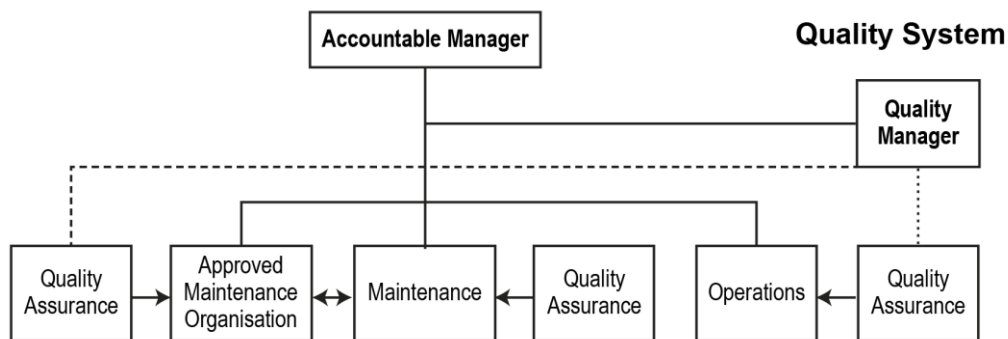 Accountable Manager
Quality System
Quality
Manager
Quality
Assurance
Approved
Maintenance
Organisation
Maintenance
Quality
Assurance
Operations
Quality
Assurance